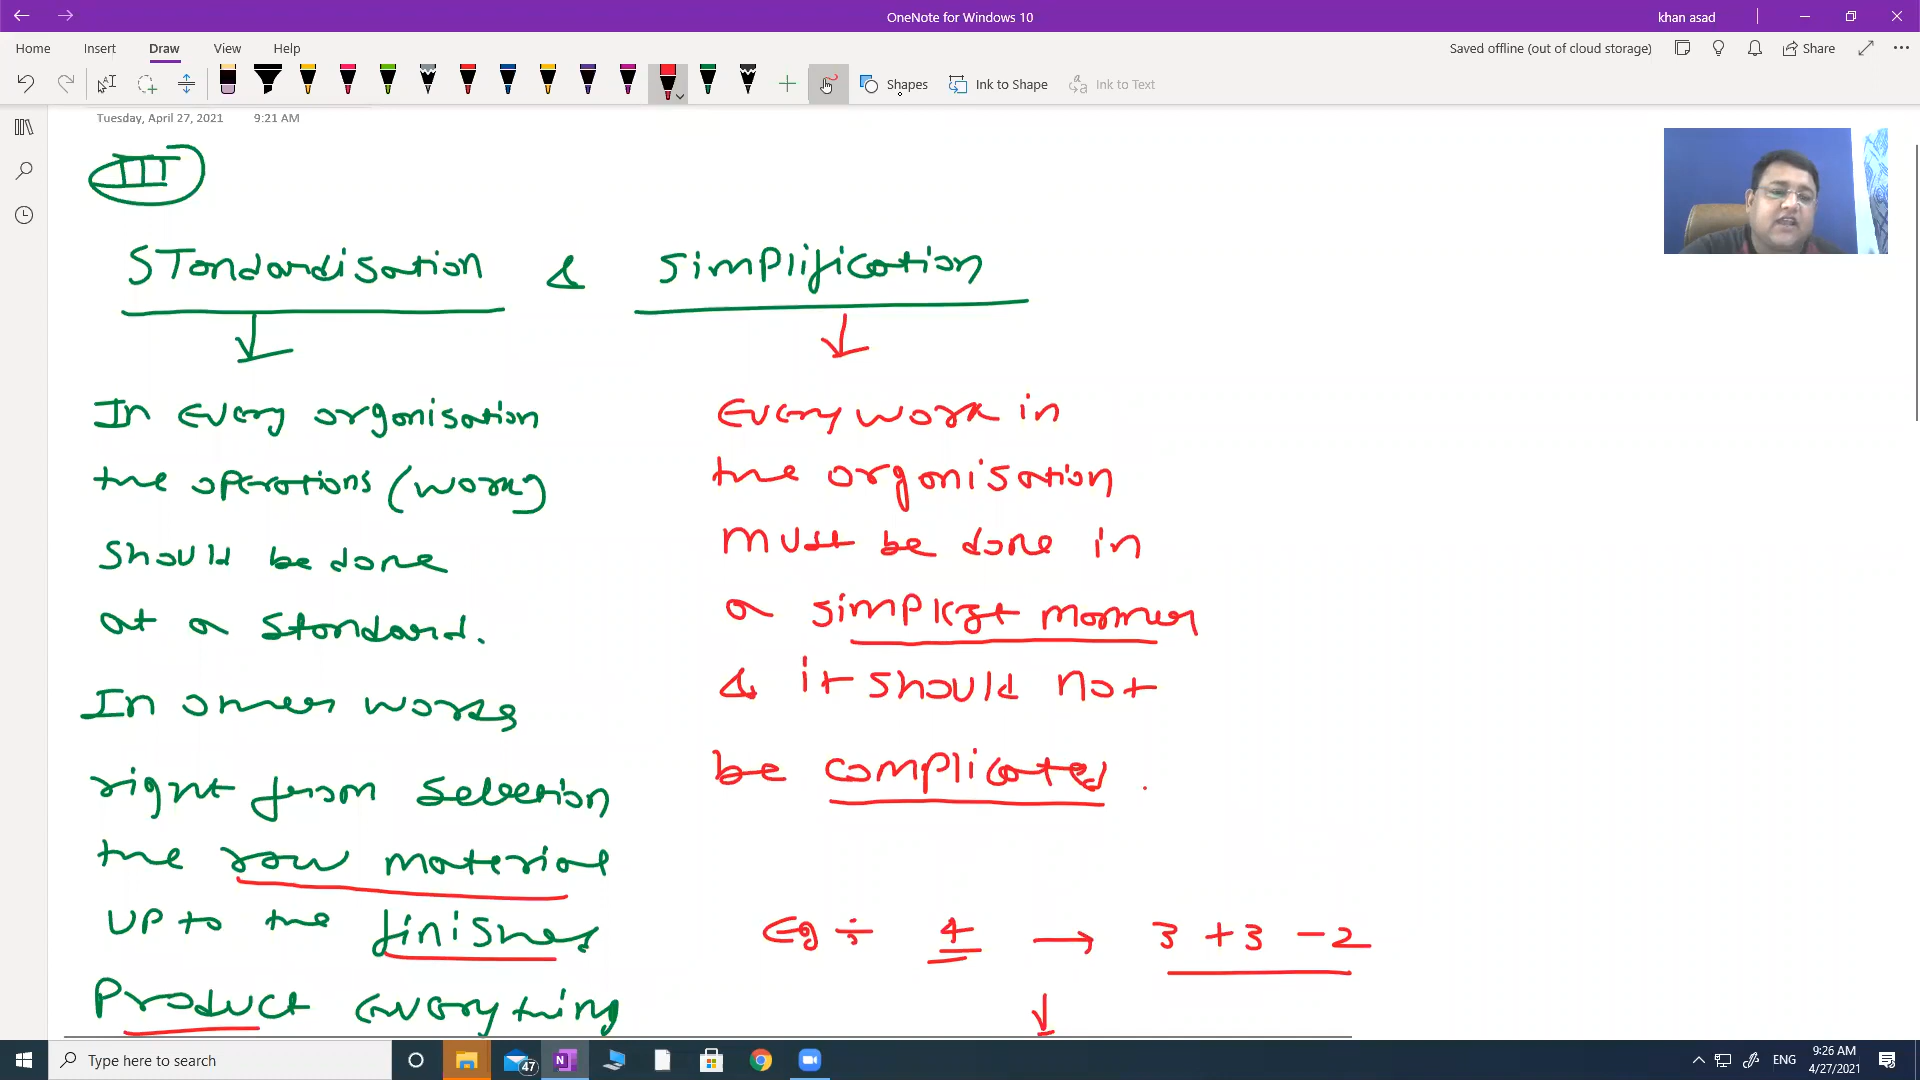 OneNote for Windows 10
khan asad
Home Insert Draw View Help
Saved offline (out of cloud storage)
Share
Shapes
Ink to Shape
Ink to Text
Tuesday, April 27, 2021 9:21 AM
III
Standardisation & Simplification
In every organisation
the operations (work)
should be done
at a standard.
In other works
right from selection
the raw material
up to the finished
Product everything
Every work in
the organisation
must be done in
a simplest manner
& it should not
be complicated.
Eg ÷ 4 → 3 + 3 - 2
Type here to search
47
ENG
9:26 AM
4/27/2021